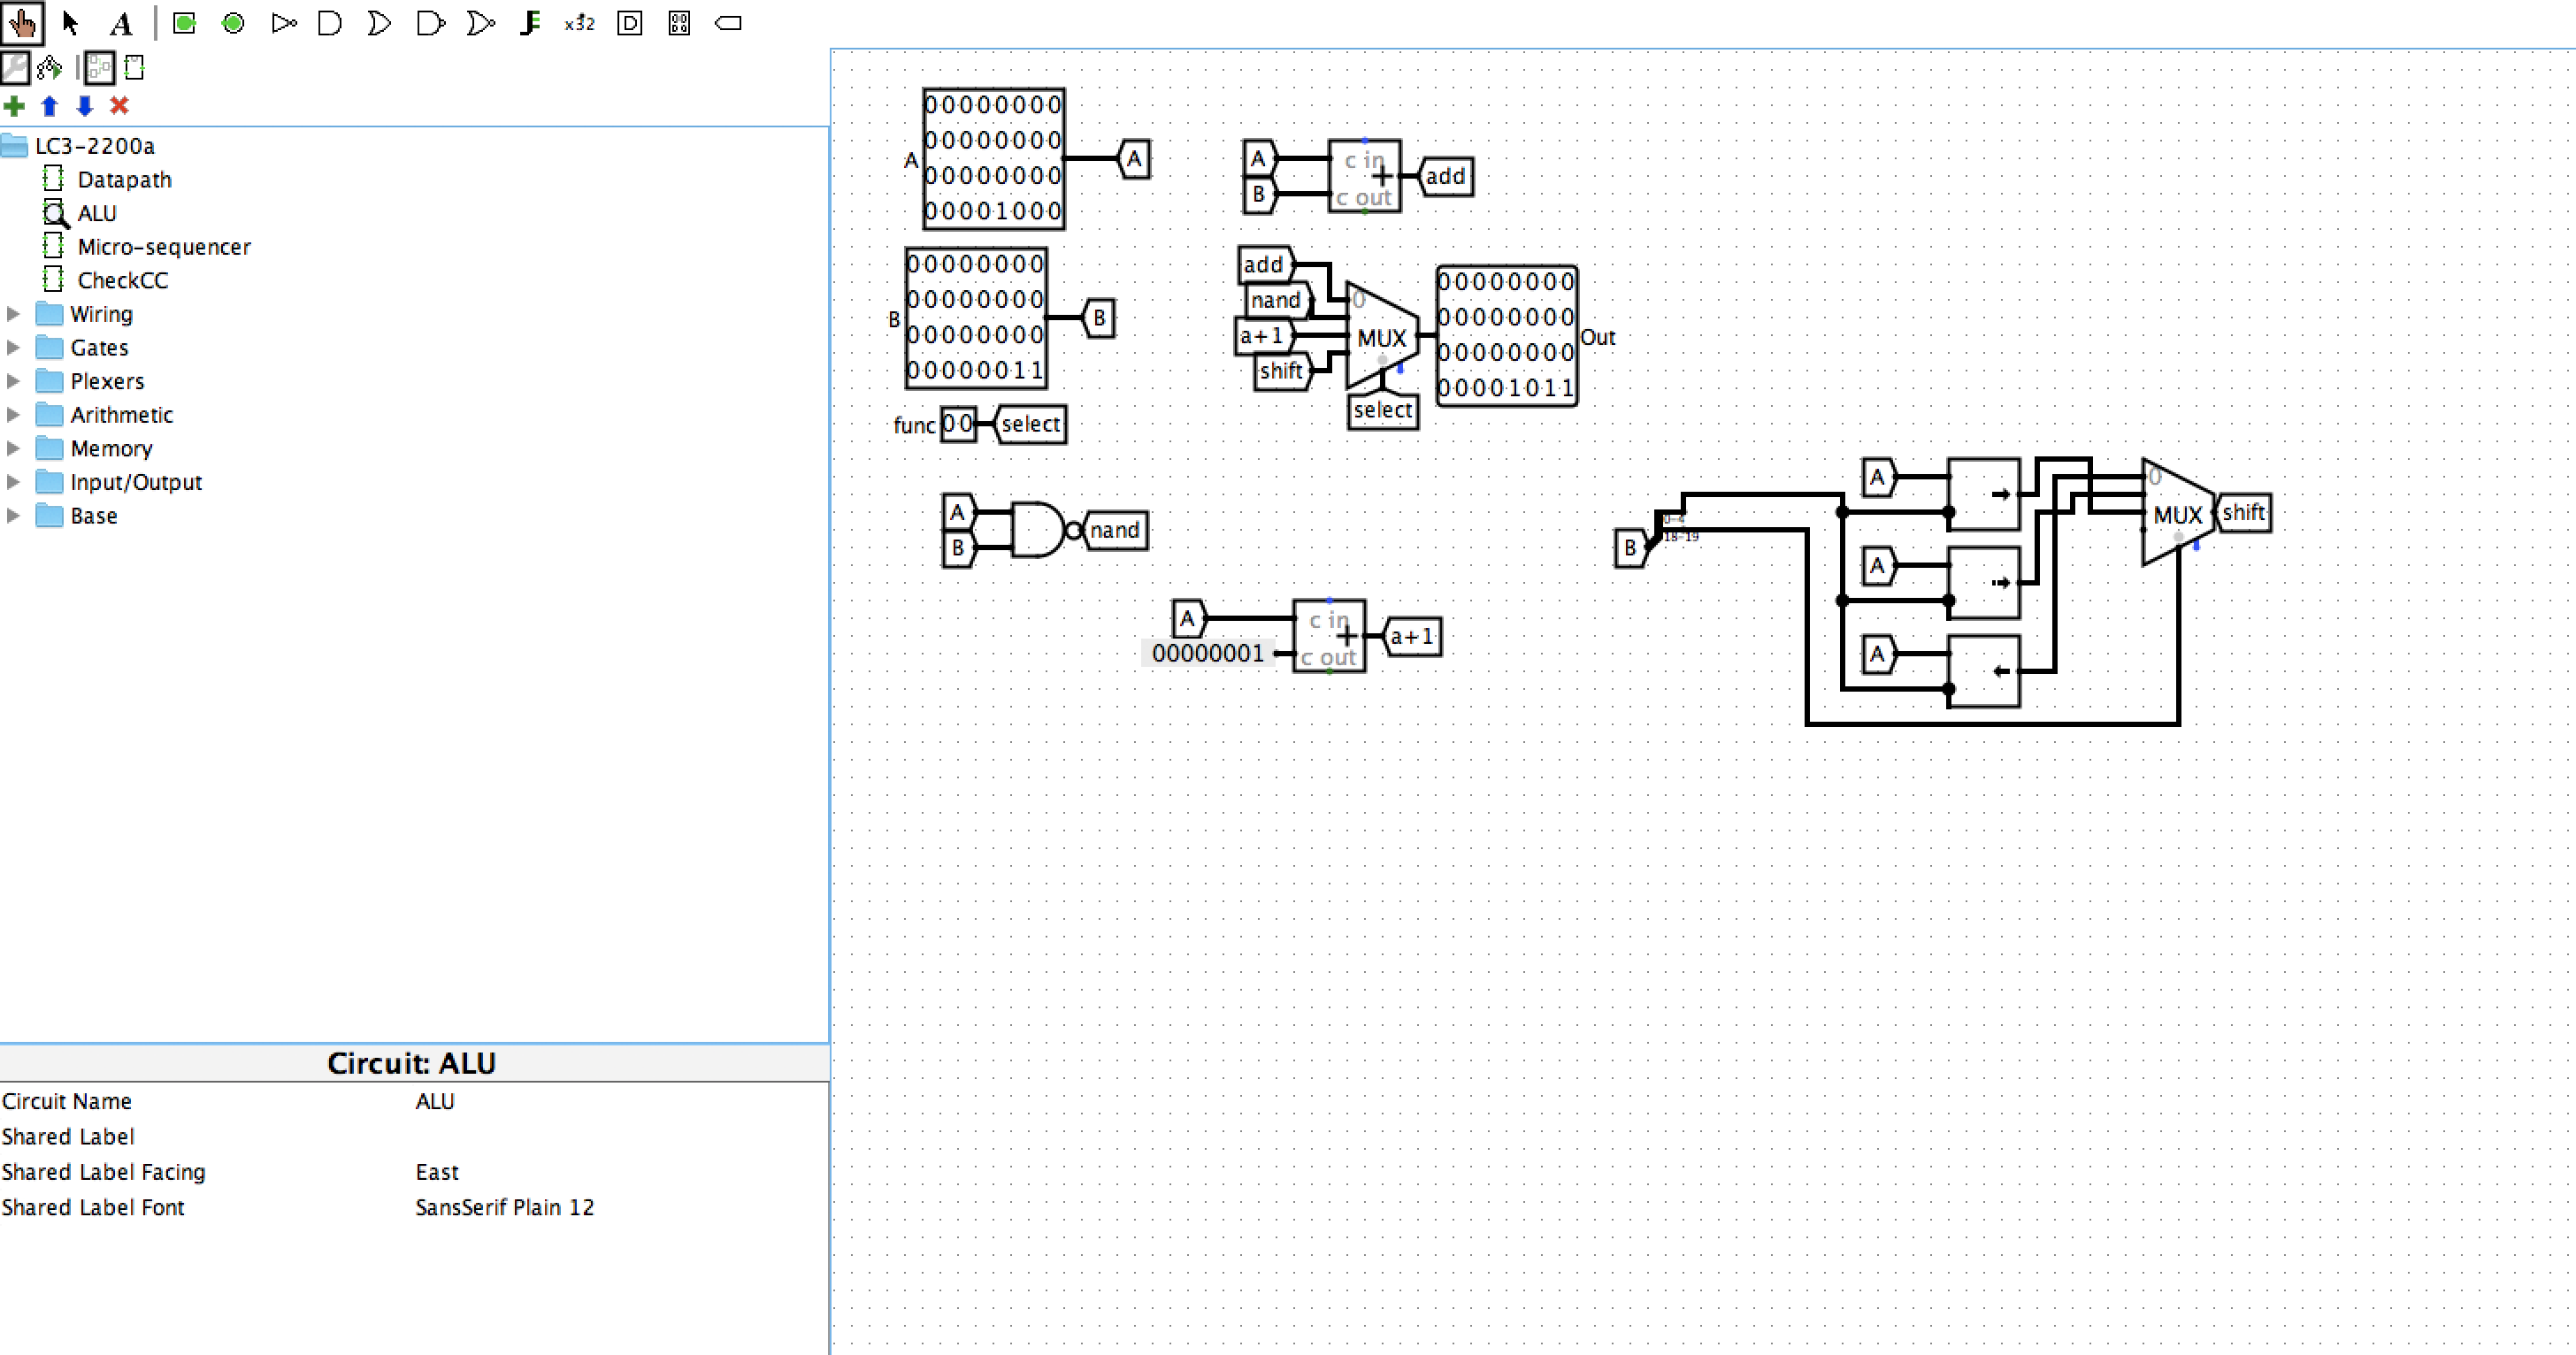 A
x32
D
LC3-2200a
Datapath
ALU
Micro-sequencer
CheckCC
Wiring
Gates
Plexers
Arithmetic
Memory
Input/Output
Base
Circuit: ALU
Circuit Name ALU
Shared Label
Shared Label Facing East
Shared Label Font SansSerif Plain 12
A
00000000
00000000
00000000
00001000
A
B
00000000
00000000
00000000
00000011
B
func 00 select
A
B
c in
+
c out
add
add
nand
a+1
shift
0
MUX
select
00000000
00000000
00000000
00001011
Out
A
B
nand
A
00000001
c in
+
c out
a+1
B
0-4
18-19
A
A
A
0
MUX
shift